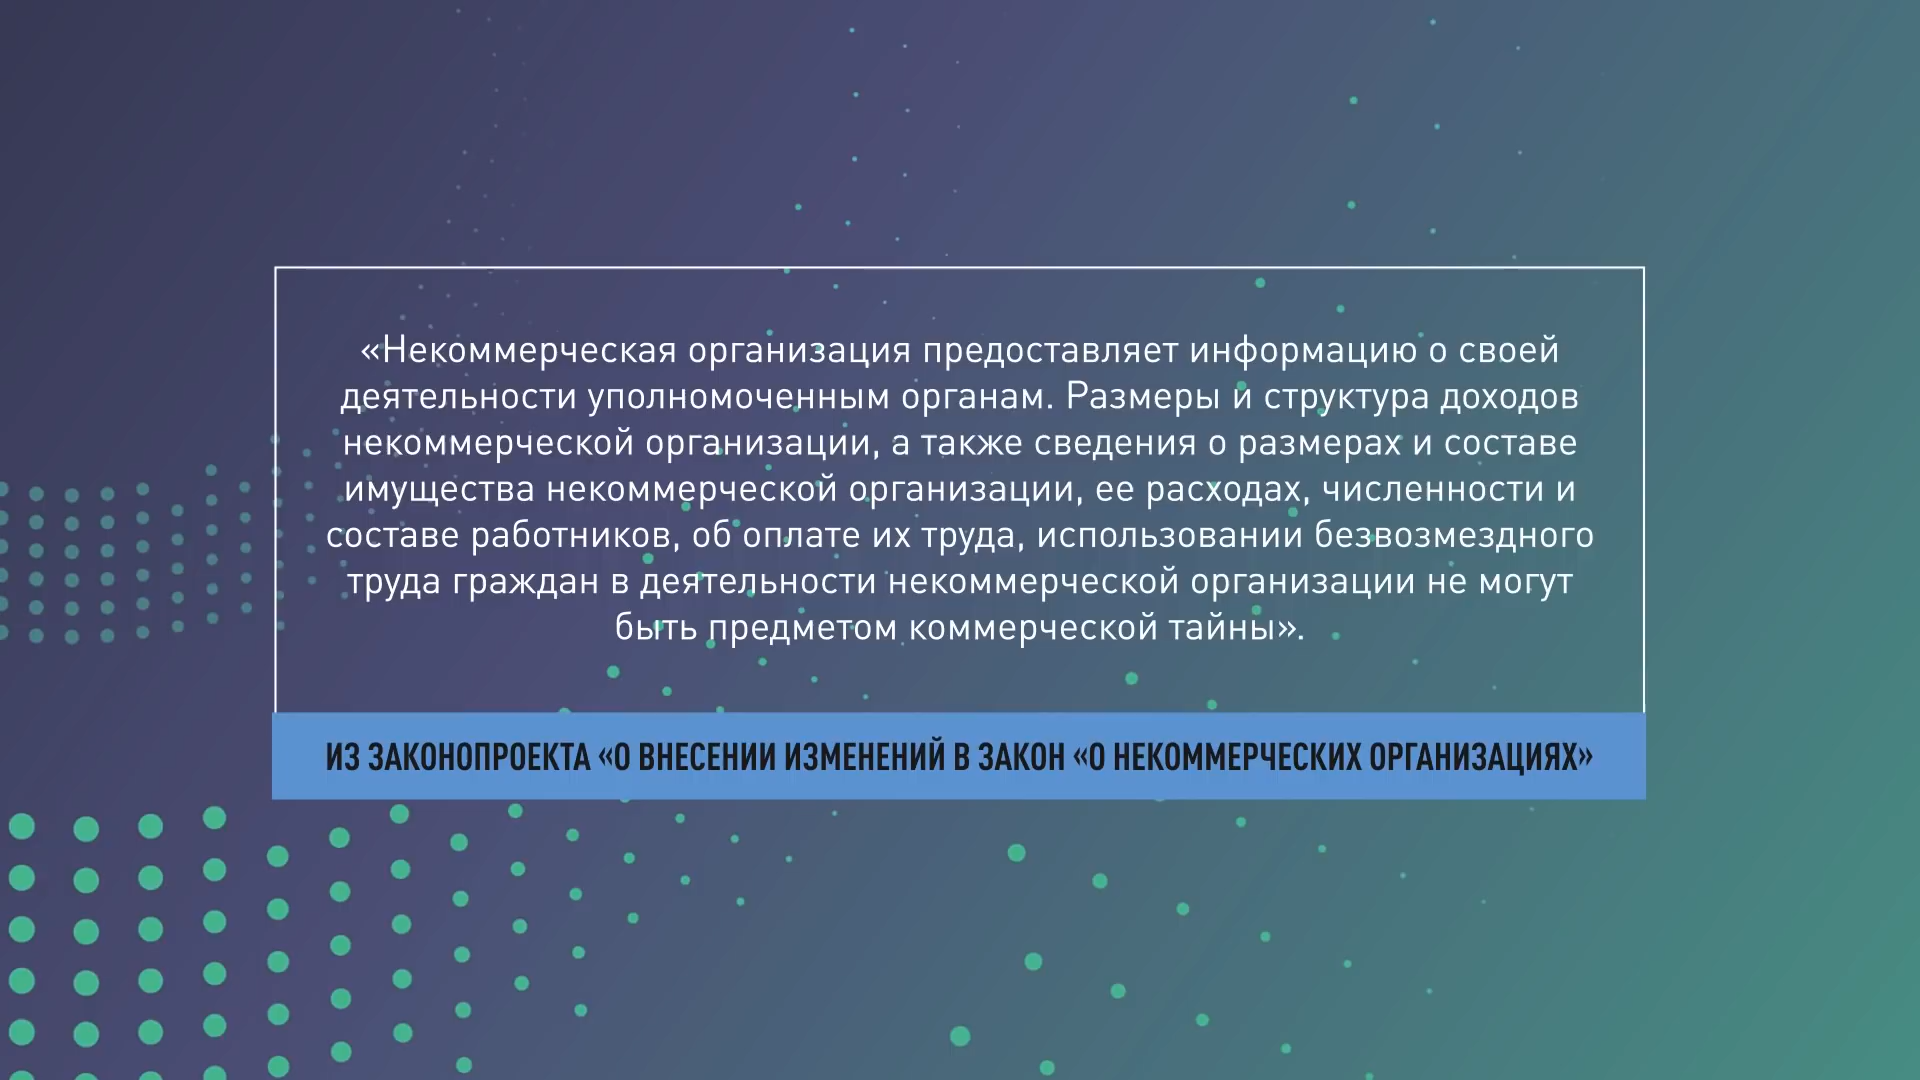 «Некоммерческая организация предоставляет информацию о своей
деятельности уполномоченным органам. Размеры и структура доходов
некоммерческой организации, а также сведения о размерах и составе
имущества некоммерческой организации, ее расходах, численности и
составе работников, об оплате их труда, использовании безвозмездного
труда граждан в деятельности некоммерческой организации не могут
быть предметом коммерческой тайны».
ИЗ ЗАКОНОПРОЕКТА «О ВНЕСЕНИИ ИЗМЕНЕНИЙ В ЗАКОН «О НЕКОММЕРЧЕСКИХ ОРГАНИЗАЦИЯХ»